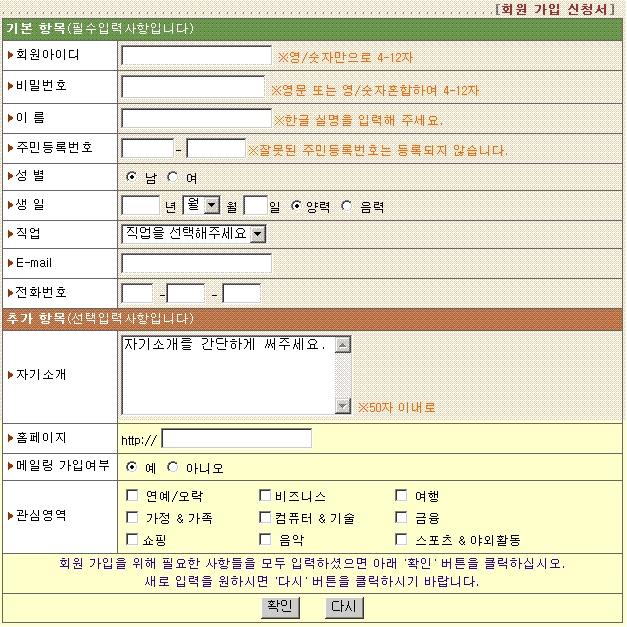 [회원 가입 신청서]
기본 항목(필수입력사항입니다)
회원아이디 ※영/숫자만으로 4-12자
비밀번호 ※영문 또는 영/숫자혼합하여 4-12자
이 름 ※한글 실명을 입력해 주세요.
주민등록번호 - ※잘못된 주민등록번호는 등록되지 않습니다.
성 별 남 여
생 일 년 월 월 일 양력 음력
직업 직업을 선택해주세요
E-mail
전화번호 - -
추가 항목(선택입력사항입니다)
자기소개를 간단하게 써주세요.
자기소개
※50자 이내로
홈페이지 http://
메일링 가입여부 예 아니오
연예/오락 비즈니스 여행
관심영역 가정 & 가족 컴퓨터 & 기술 금융
쇼핑 음악 스포츠 & 야외활동
회원 가입을 위해 필요한 사항들을 모두 입력하셨으면 아래 '확인' 버튼을 클릭하십시오.
새로 입력을 원하시면 '다시' 버튼을 클릭하시기 바랍니다.
확인 다시